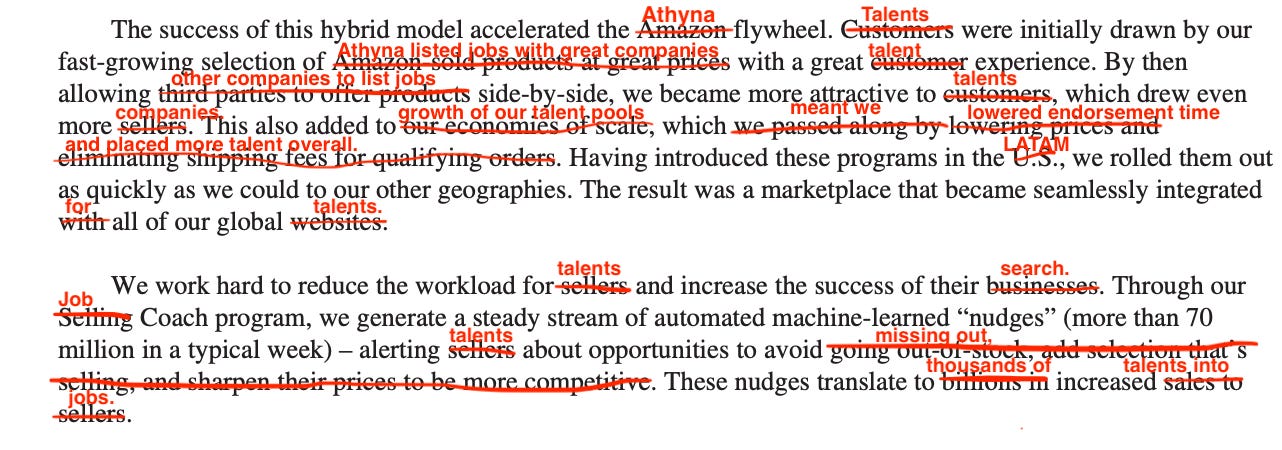 Athyna Talents
The success of this hybrid model accelerated the Amazon flywheel. Customers were initially drawn by our
Athyna listed jobs with great companies talent
fast-growing selection of Amazon-sold products at great prices with a great customer experience. By then
other companies to list jobs talents
allowing third parties to offer products side-by-side, we became more attractive to customers, which drew even
companies. growth of our talent pools meant we lowered endorsement time
more sellers. This also added to our economies of scale, which we passed along by lowering prices and
and placed more talent overall. LATAM
eliminating shipping fees for qualifying orders. Having introduced these programs in the U.S., we rolled them out
as quickly as we could to our other geographies. The result was a marketplace that became seamlessly integrated
for talents.
with all of our global websites.
talents search.
We work hard to reduce the workload for sellers and increase the success of their businesses. Through our
Job
Selling Coach program, we generate a steady stream of automated machine-learned “nudges” (more than 70
talents missing out,
million in a typical week) – alerting sellers about opportunities to avoid going out-of-stock, add selection that’s
thousands of talents into
selling, and sharpen their prices to be more competitive. These nudges translate to billions in increased sales to
jobs.
sellers.